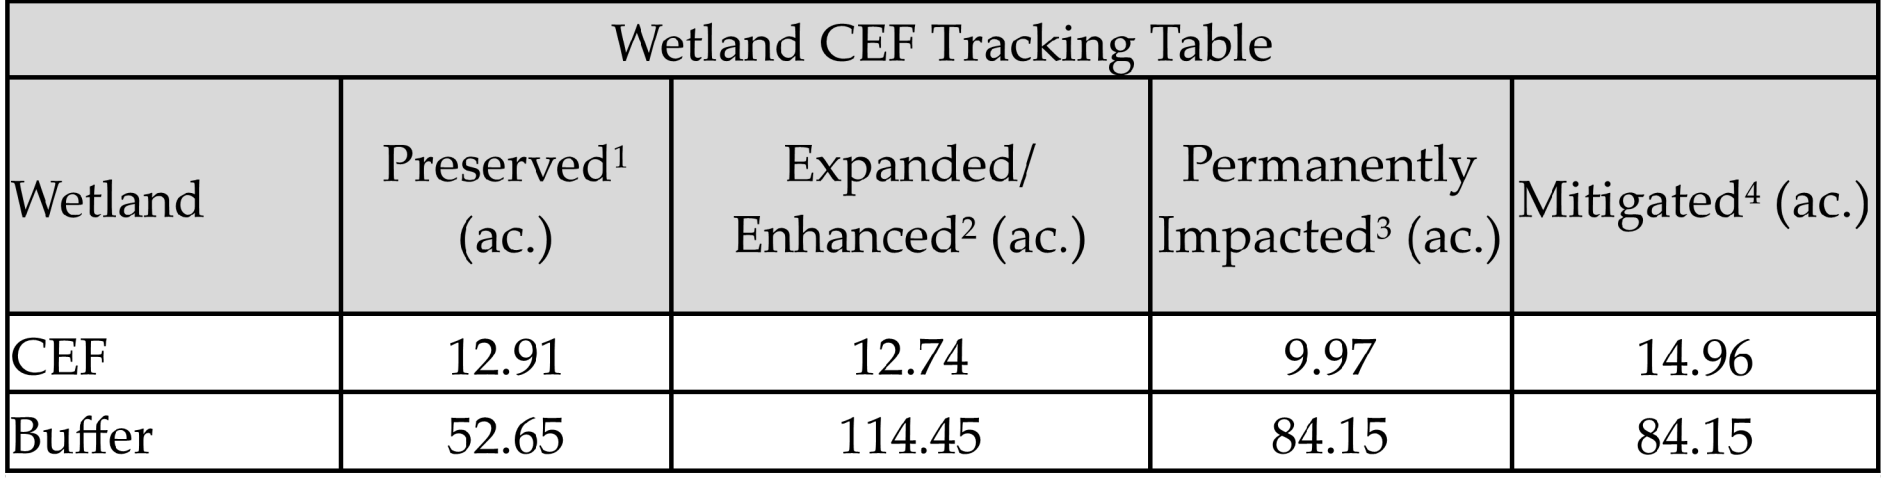 Wetland CEF Tracking Table
Wetland
Preserved¹
(ac.)
Expanded/
Enhanced² (ac.)
Permanently
Impacted³ (ac.)
Mitigated⁴ (ac.)
CEF 12.91 12.74 9.97 14.96
Buffer 52.65 114.45 84.15 84.15